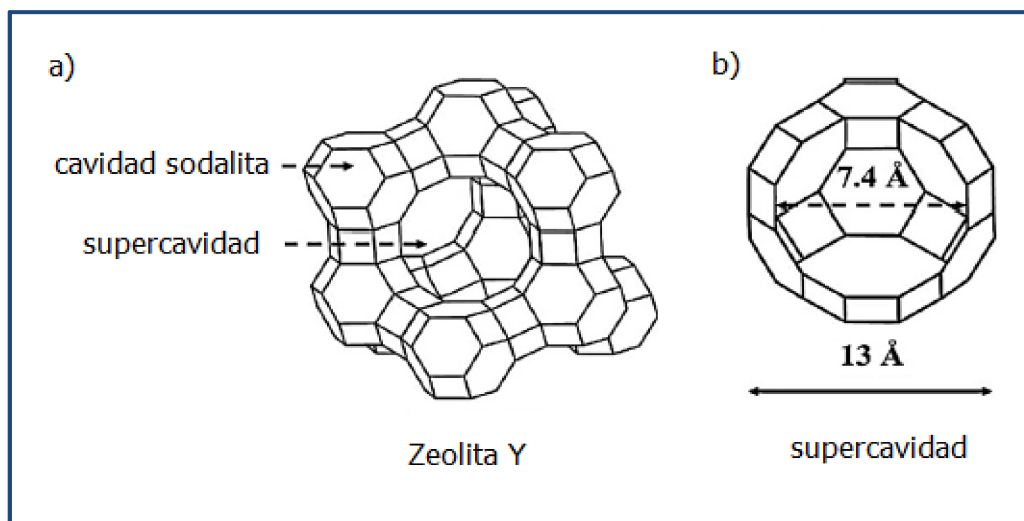 a)
cavidad sodalita
supercavidad
Zeolita Y
b)
7.4 Å
13 Å
supercavidad